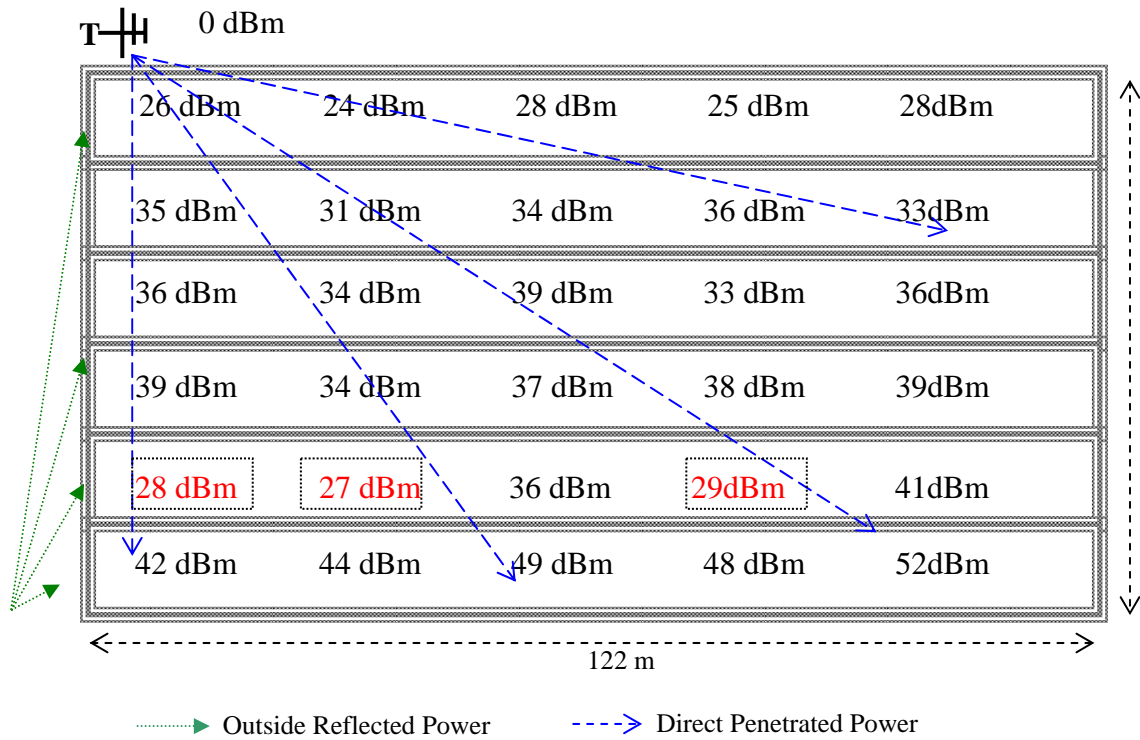 T 0 dBm
26 dBm 24 dBm 28 dBm 25 dBm 28dBm
35 dBm 31 dBm 34 dBm 36 dBm 33dBm
36 dBm 34 dBm 39 dBm 33 dBm 36dBm
39 dBm 34 dBm 37 dBm 38 dBm 39dBm
28 dBm 27 dBm 36 dBm 29dBm 41dBm
42 dBm 44 dBm 49 dBm 48 dBm 52dBm
122 m
Outside Reflected Power Direct Penetrated Power